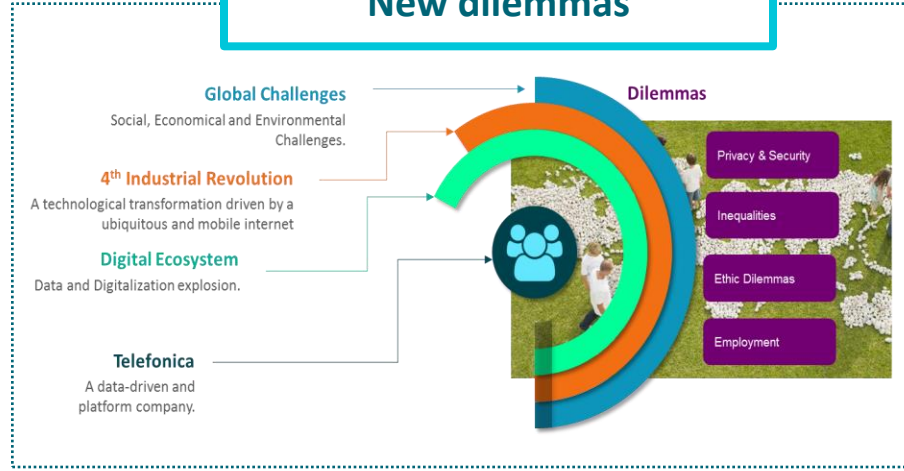 New dilemmas
Global Challenges
Social, Economical and Environmental
Challenges.
4th Industrial Revolution
A technological transformation driven by a
ubiquitous and mobile internet
Digital Ecosystem
Data and Digitalization explosion.
Telefonica
A data-driven and
platform company.
Dilemmas
Privacy & Security
Inequalities
Ethic Dilemmas
Employment